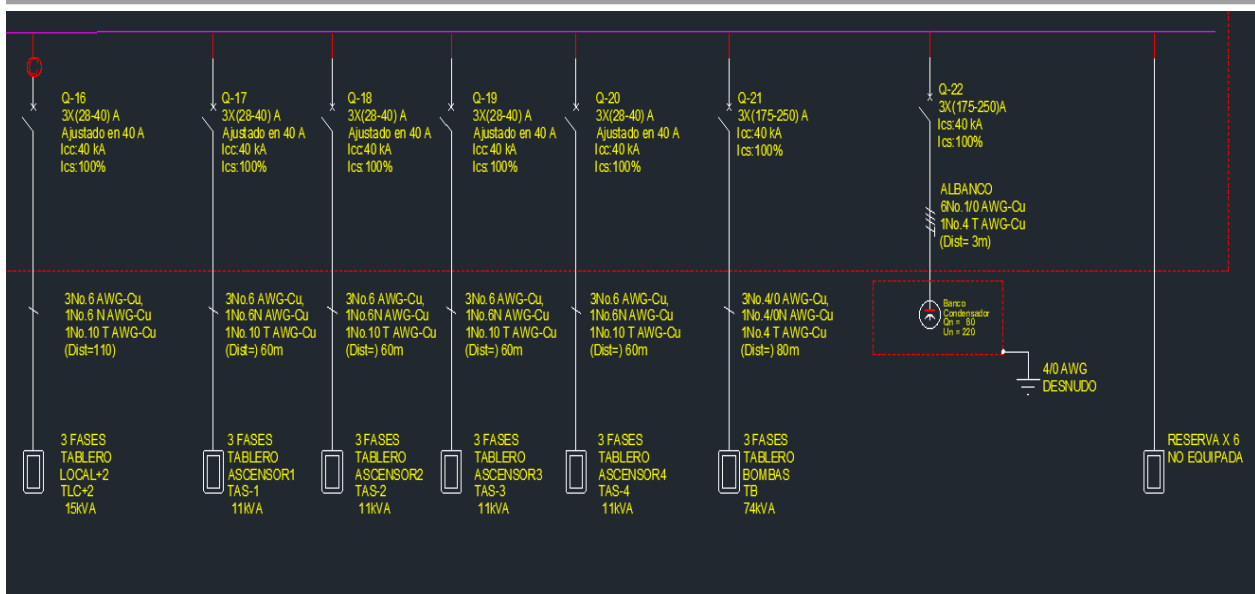 Q-16
3X(28-40) A
Ajustado en 40 A
Icc:40 kA
Ics:100%
Q-17
3X(28-40) A
Ajustado en 40 A
Icc:40 kA
Ics:100%
Q-18
3X(28-40) A
Ajustado en 40 A
Icc:40 kA
Ics:100%
Q-19
3X(28-40) A
Ajustado en 40 A
Icc:40 kA
Ics:100%
Q-20
3X(28-40) A
Ajustado en 40 A
Icc:40 kA
Ics:100%
Q-21
3X(175-250) A
Icc:40 kA
Ics:100%
Q-22
3X(175-250)A
Ics:40 kA
Ics:100%
ALBANCO
6No.1/0 AWG-Cu
1No.4 T AWG-Cu
(Dist= 3m)
3No.6 AWG-Cu,
1No.6 N AWG-Cu
1No.10 T AWG-Cu
(Dist=110)
3No.6 AWG-Cu,
1No.6N AWG-Cu
1No.10 T AWG-Cu
(Dist=) 60m
3No.6 AWG-Cu,
1No.6N AWG-Cu
1No.10 T AWG-Cu
(Dist=) 60m
3No.6 AWG-Cu,
1No.6N AWG-Cu
1No.10 T AWG-Cu
(Dist=) 60m
3No.6 AWG-Cu,
1No.6N AWG-Cu
1No.10 T AWG-Cu
(Dist=) 60m
3No.4/0 AWG-Cu,
1No.4/0N AWG-Cu
1No.4 T AWG-Cu
(Dist=) 80m
Banco
Condensador
Qn = 80
Un = 220
4/0 AWG
DESNUDO
3 FASES
TABLERO
LOCAL+2
TLC+2
15kVA
3 FASES
TABLERO
ASCENSOR1
TAS-1
11kVA
3 FASES
TABLERO
ASCENSOR2
TAS-2
11kVA
3 FASES
TABLERO
ASCENSOR3
TAS-3
11kVA
3 FASES
TABLERO
ASCENSOR4
TAS-4
11kVA
3 FASES
TABLERO
BOMBAS
TB
74kVA
RESERVA X 6
NO EQUIPADA